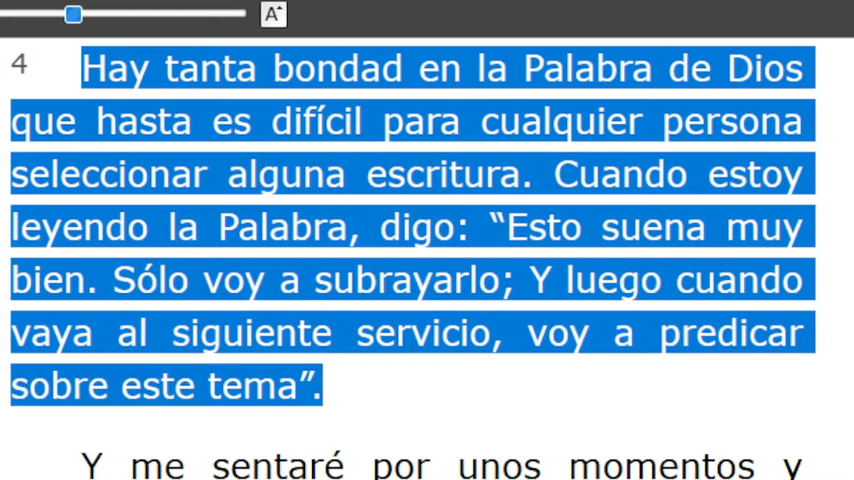 A
4 Hay tanta bondad en la Palabra de Dios
que hasta es difícil para cualquier persona
seleccionar alguna escritura. Cuando estoy
leyendo la Palabra, digo: “Esto suena muy
bien. Sólo voy a subrayarlo; Y luego cuando
vaya al siguiente servicio, voy a predicar
sobre este tema”.
Y me sentaré por unos momentos y